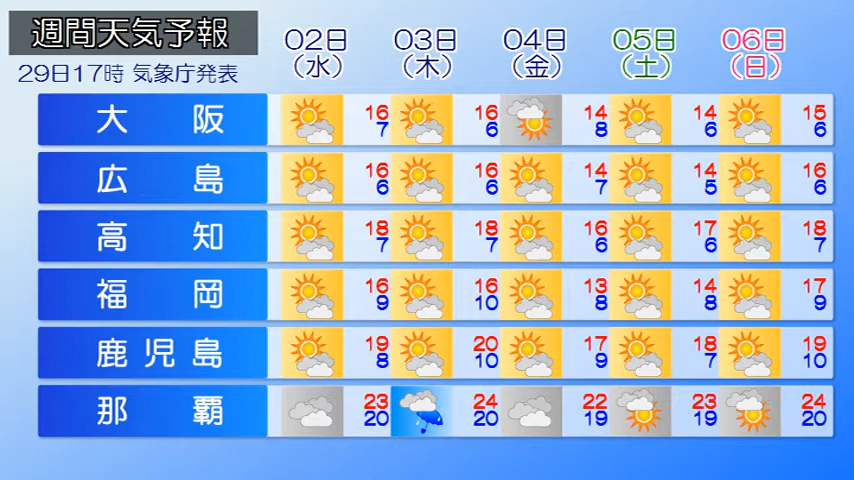 週間天気予報
29日17時 気象庁発表
02日 03日 04日 05日 06日
(水) (木) (金) (土) (日)
大阪 16 16 14 14 15
7 6 8 6 6
広島 16 16 14 14 16
6 6 7 5 6
高知 18 18 16 17 18
7 7 6 6 7
福岡 16 16 13 14 17
9 10 8 8 9
鹿児島 19 20 17 18 19
8 10 9 7 10
那覇 23 24 22 23 24
20 20 19 19 20